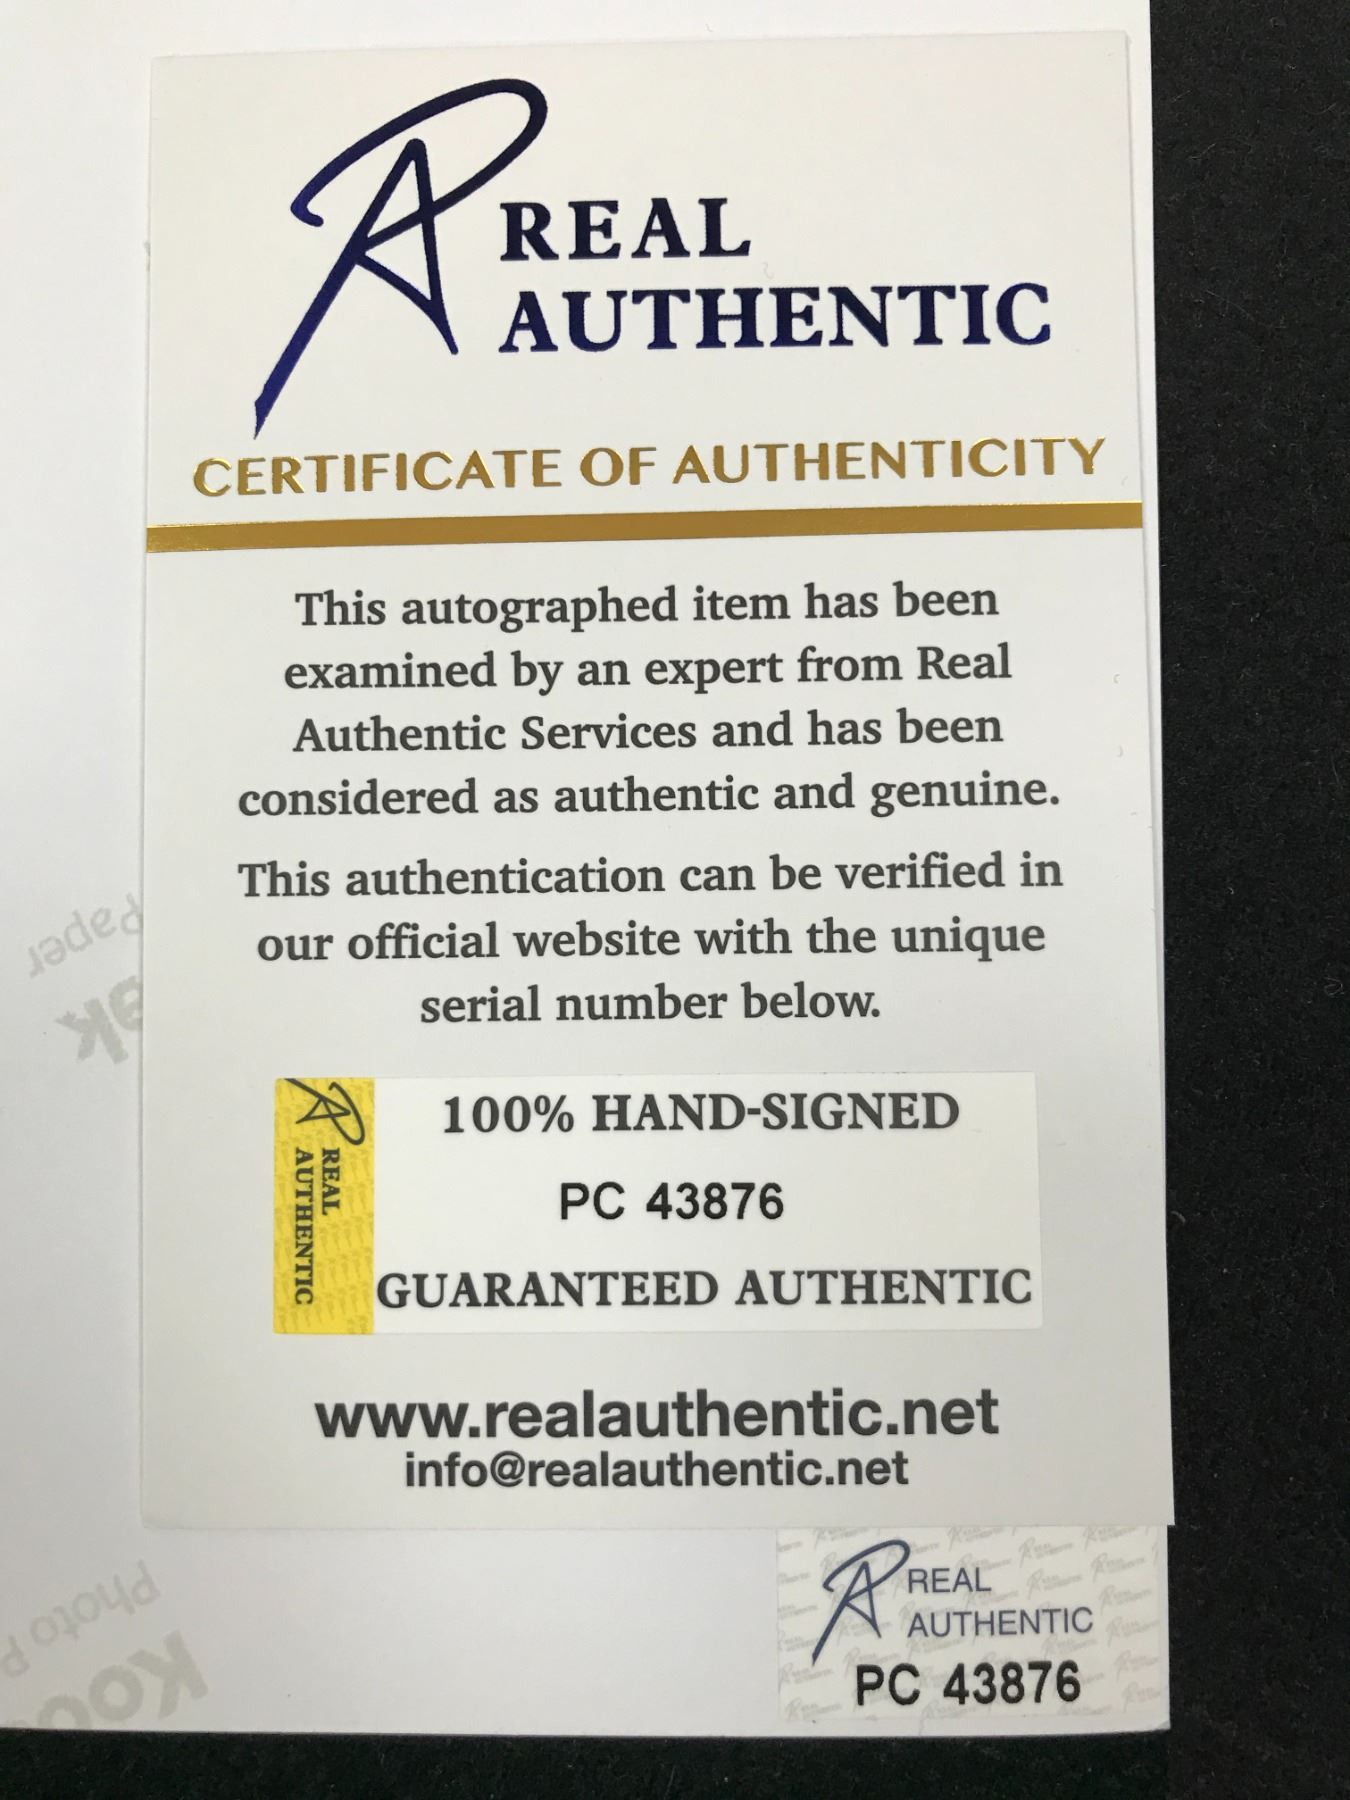 REAL
AUTHENTIC
CERTIFICATE OF AUTHENTICITY
This autographed item has been
examined by an expert from Real
Authentic Services and has been
considered as authentic and genuine.
This authentication can be verified in
our official website with the unique
serial number below.
REAL
AUTHENTIC
100% HAND-SIGNED
PC 43876
GUARANTEED AUTHENTIC
www.realauthentic.net
info@realauthentic.net
REAL
AUTHENTIC
PC 43876
Paper
Photo P